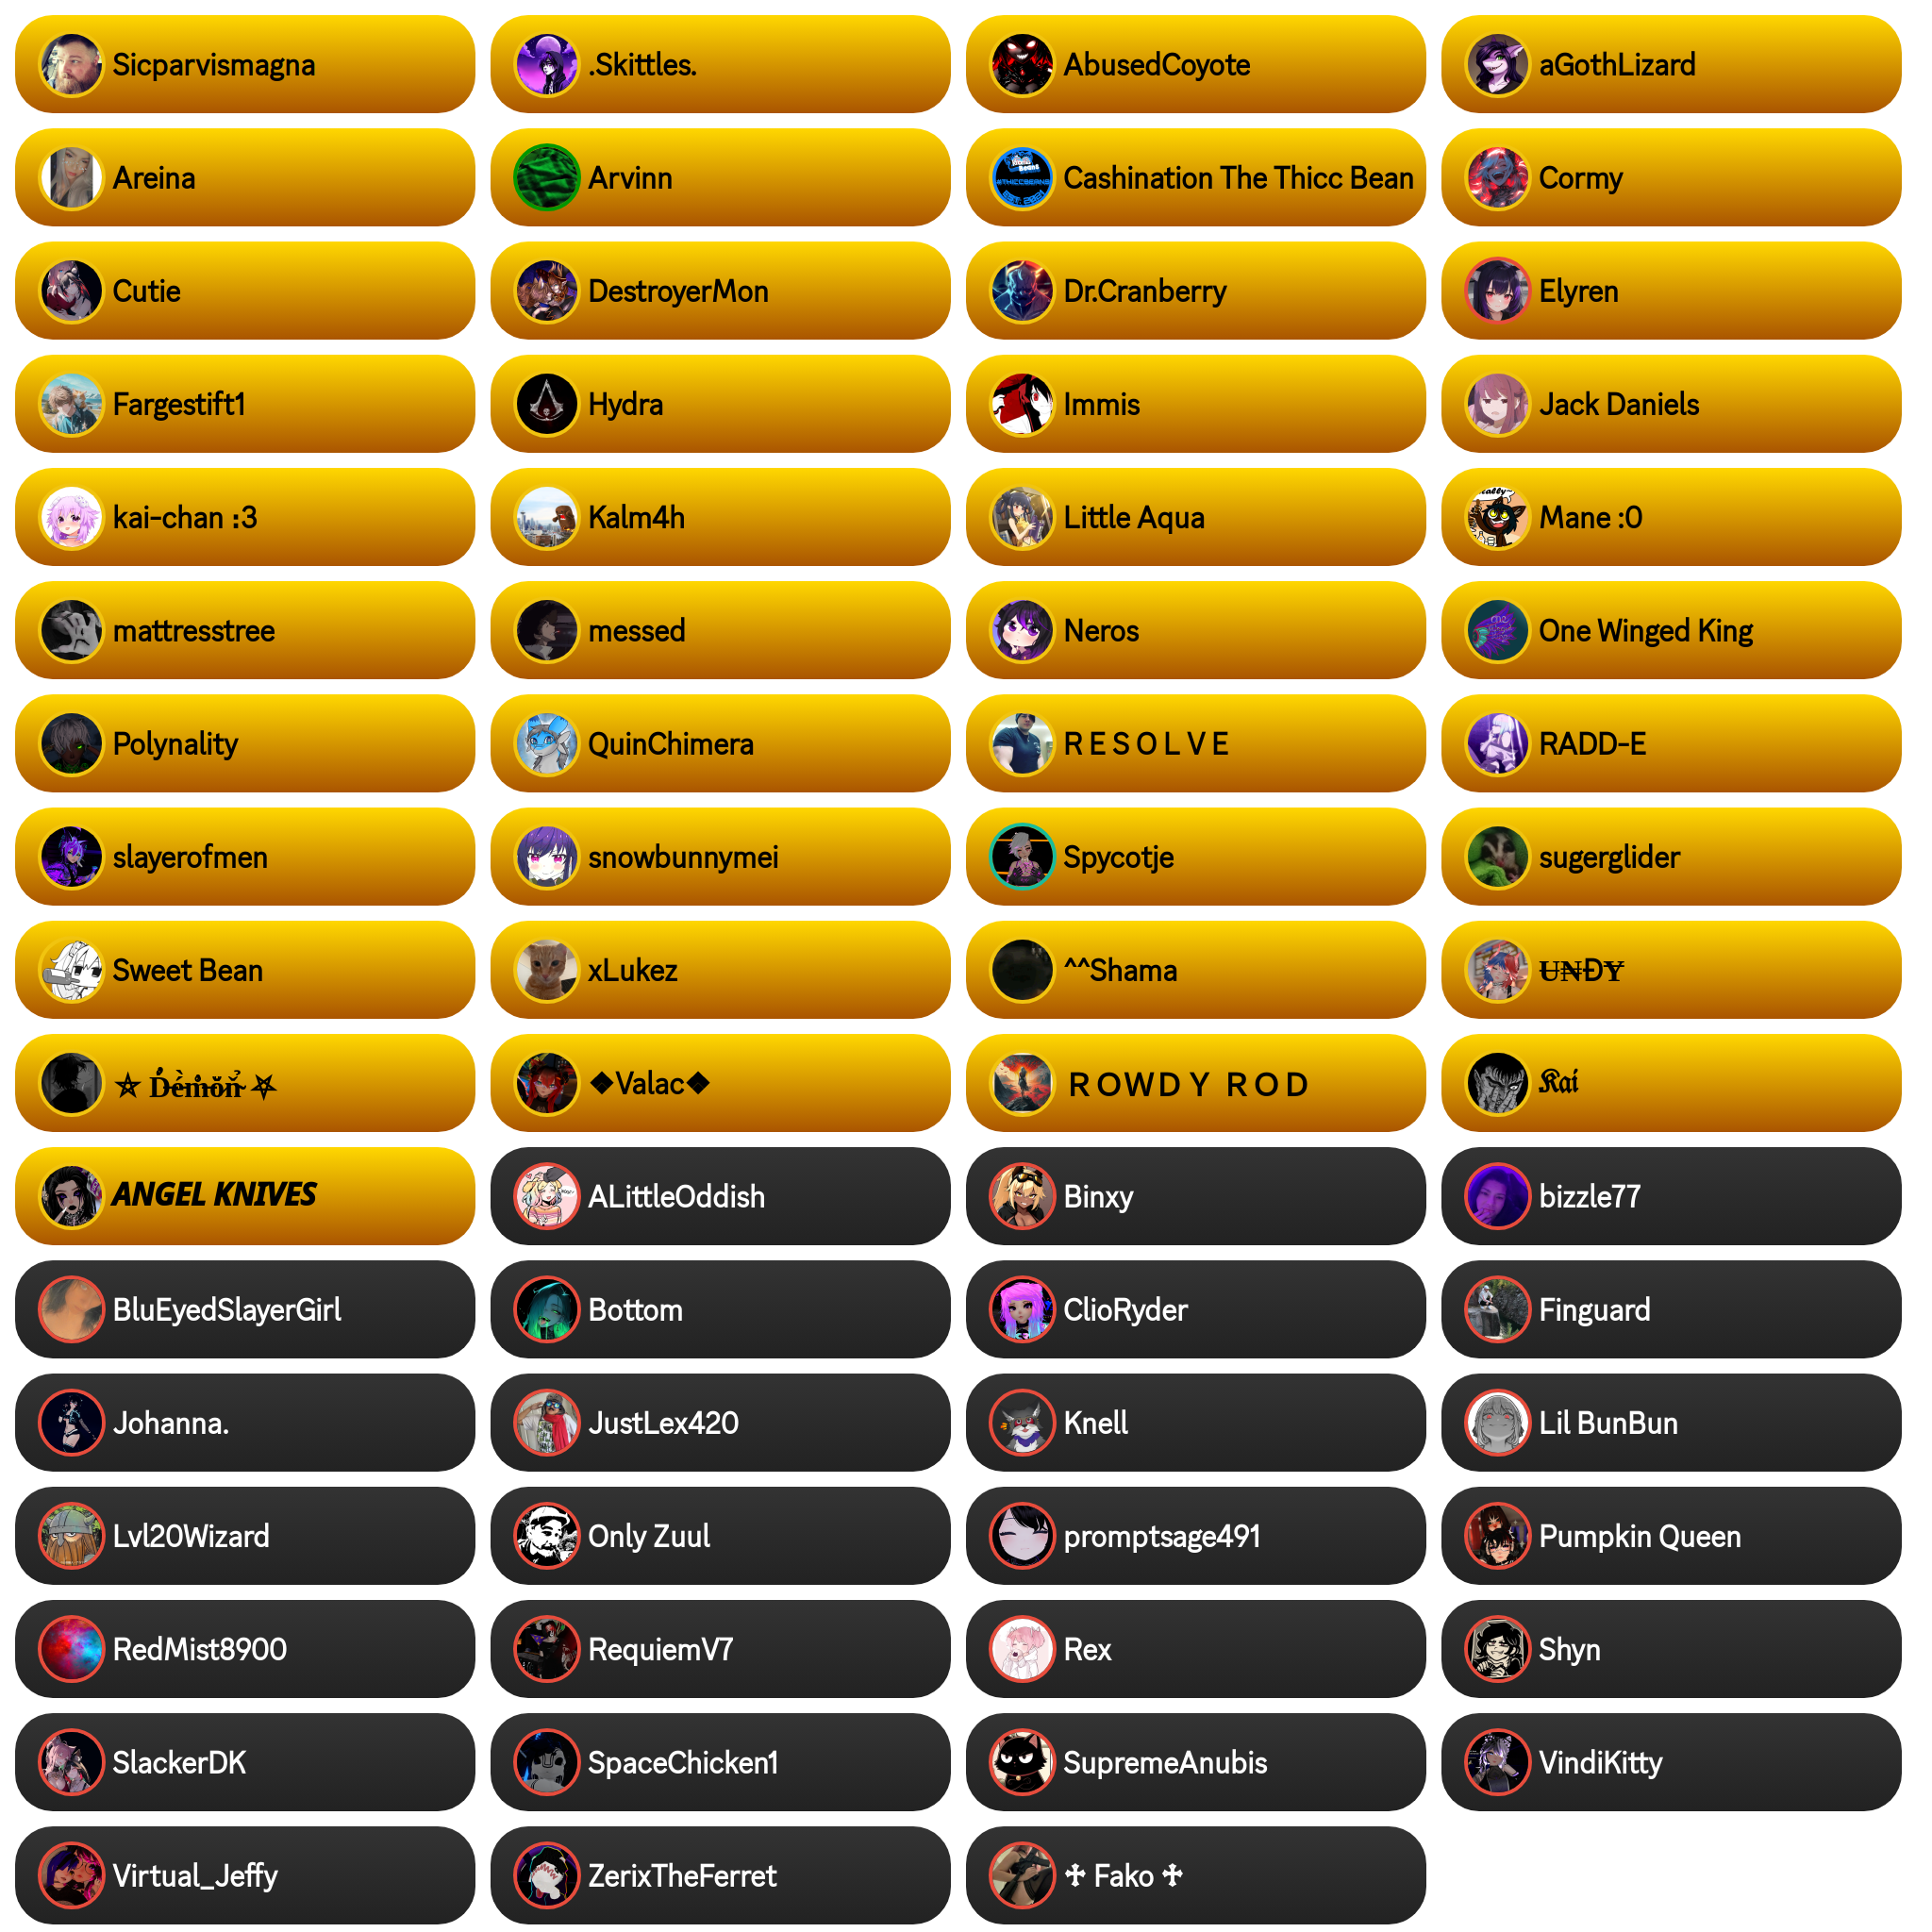 Sicparvismagna
.Skittles.
AbusedCoyote
aGothLizard
Areina
Arvinn
Cashination The Thicc Bean
Cormy
Cutie
DestroyerMon
Dr.Cranberry
Elyren
Fargestift1
Hydra
Immis
Jack Daniels
kai-chan :3
Kalm4h
Little Aqua
Mane :0
mattresstree
messed
Neros
One Winged King
Polynality
QuinChimera
R E S O L V E
RADD-E
slayerofmen
snowbunnymei
Spycotje
sugerglider
Sweet Bean
xLukez
^^Shama
U̶N̶ĐY̶
⛤ D̴̛è̴m̴̊ŏ̴n̴̉ ⛧
❖Valac❖
ＲＯＷＤＹ ＲＯＤ
𝕶𝖆𝖎
ANGEL KNIVES
ALittleOddish
Binxy
bizzle77
BluEyedSlayerGirl
Bottom
ClioRyder
Finguard
Johanna.
JustLex420
Knell
Lil BunBun
Lvl20Wizard
Only Zuul
promptsage491
Pumpkin Queen
RedMist8900
RequiemV7
Rex
Shyn
SlackerDK
SpaceChicken1
SupremeAnubis
VindiKitty
Virtual_Jeffy
ZerixTheFerret
♰ Fako ♰